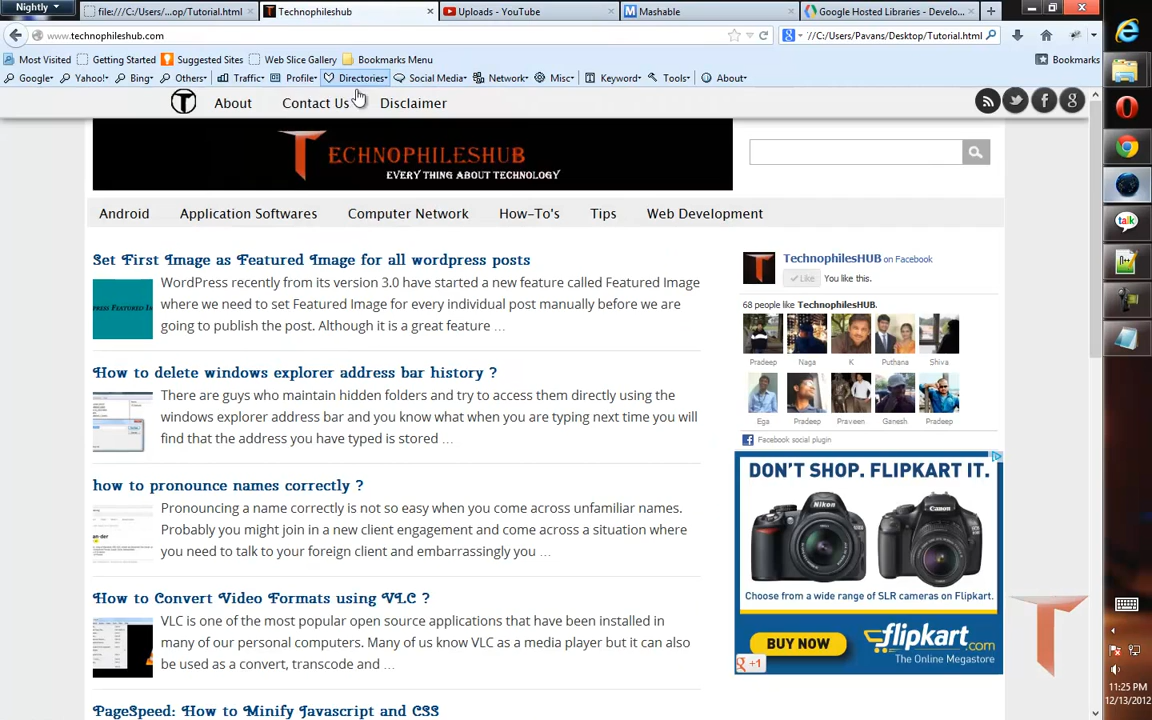 Nightly
file:///C:/Users/...op/Tutorial.html
Technophileshub
Uploads - YouTube
Mashable
Google Hosted Libraries - Develo...
www.technophileshub.com
//C:/Users/Pavans/Desktop/Tutorial.html
Most Visited
Getting Started
Suggested Sites
Web Slice Gallery
Bookmarks Menu
Bookmarks
Google
Yahoo!
Bing
Others
Traffic
Profile
Directories
Social Media
Network
Misc
Keyword
Tools
About
T
About
Contact Us
Disclaimer
TECHNOPHILESHUB
EVERY THING ABOUT TECHNOLOGY
Android
Application Softwares
Computer Network
How-To's
Tips
Web Development
Set First Image as Featured Image for all wordpress posts
WordPress recently from its version 3.0 have started a new feature called Featured Image
where we need to set Featured Image for every individual post manually before we are
going to publish the post. Although it is a great feature ...
How to delete windows explorer address bar history ?
There are guys who maintain hidden folders and try to access them directly using the
windows explorer address bar and you know what when you are typing next time you will
find that the address you have typed is stored ...
how to pronounce names correctly ?
Pronouncing a name correctly is not so easy when you come across unfamiliar names.
Probably you might join in a new client engagement and come across a situation where
you need to talk to your foreign client and embarrassingly you ...
How to Convert Video Formats using VLC ?
VLC is one of the most popular open source applications that have been installed in
many of our personal computers. Many of us know VLC as a media player but it can also
be used as a convert, transcode and ...
PageSpeed: How to Minify Javascript and CSS
TechnophilesHUB on Facebook
Like
You like this.
68 people like TechnophilesHUB.
Pradeep
Naga
K
Puthana
Shiva
Ega
Pradeep
Praveen
Ganesh
Pradeep
Facebook social plugin
DON'T SHOP. FLIPKART IT.
Nikon
Canon
Choose from a wide range of SLR cameras on Flipkart.
BUY NOW
flipkart.com
The Online Megastore
+1
talk
11:25 PM
12/13/2012